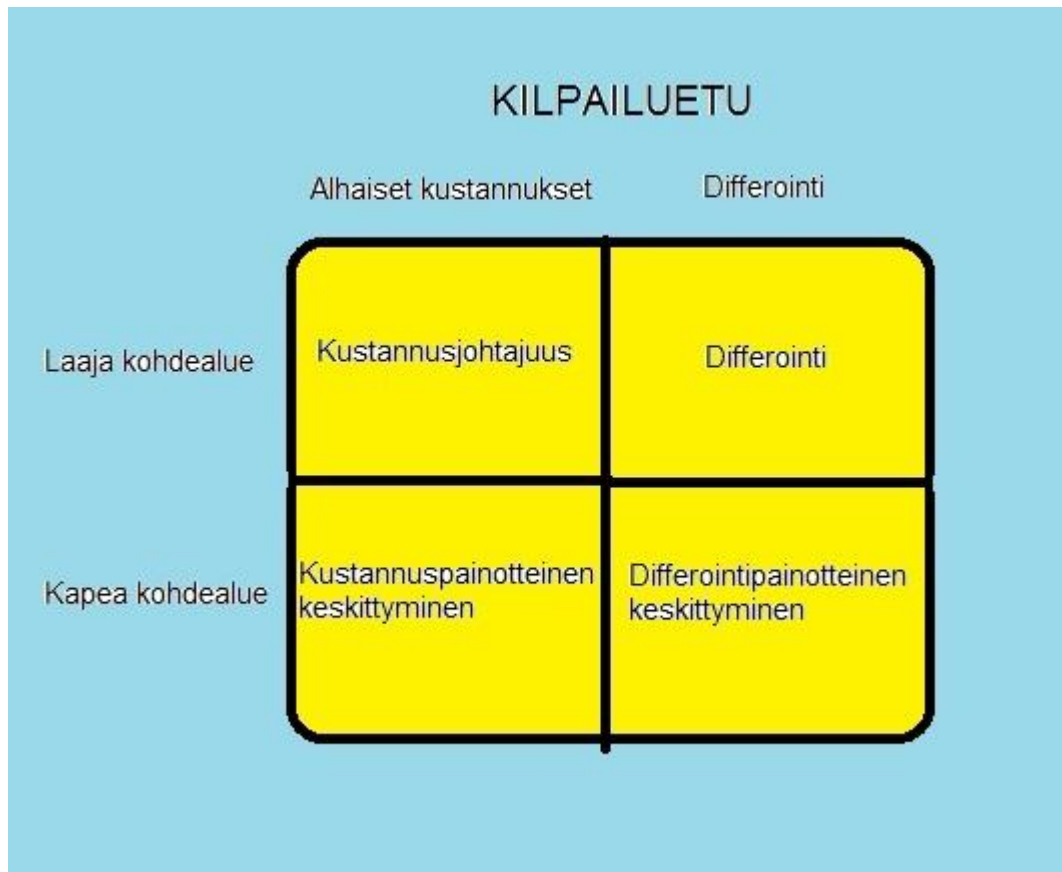 KILPAILUETU
Alhaiset kustannukset
Differointi
Laaja kohdealue
Kustannusjohtajuus
Differointi
Kapea kohdealue
Kustannuspainotteinen
keskittyminen
Differointipainotteinen
keskittyminen